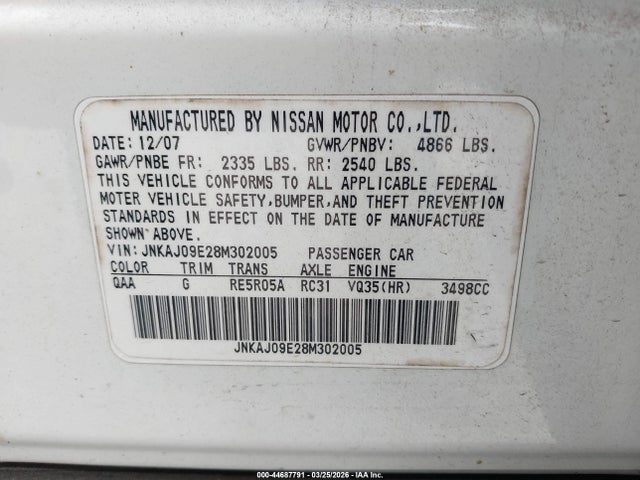 MANUFACTURED BY NISSAN MOTOR CO.,LTD.
DATE: 12/07 GVWR/PNBV: 4866 LBS.
GAWR/PNBE FR: 2335 LBS. RR: 2540 LBS.
THIS VEHICLE CONFORMS TO ALL APPLICABLE FEDERAL
MOTER VEHICLE SAFETY,BUMPER,AND THEFT PREVENTION
STANDARDS IN EFFECT ON THE DATE OF MANUFACTURE
SHOWN ABOVE.
VIN:JNKAJ09E28M302005 PASSENGER CAR
COLOR TRIM TRANS AXLE ENGINE
QAA G RE5R05A RC31 VQ35(HR) 3498CC
JNKAJ09E28M302005
(000-44687791 - 03/25/2026 - IAA Inc.)